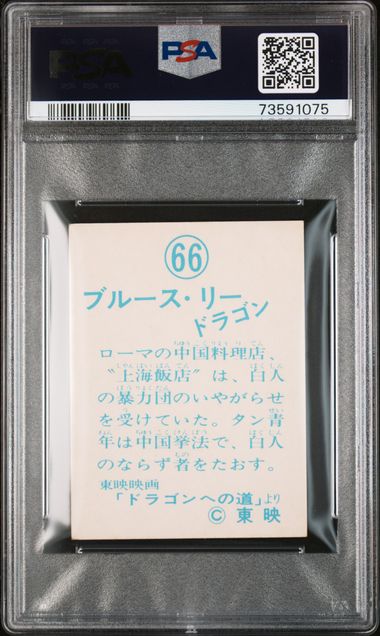 PSA
PSA
73591075
66
ブルース・リー
ドラゴン
ローマの中国料理店、
“上海飯店”は、白人
の暴力団のいやがらせ
を受けていた。タン青
年は中国拳法で、白人
のならず者をたおす。
東映映画
「ドラゴンへの道」より
© 東映